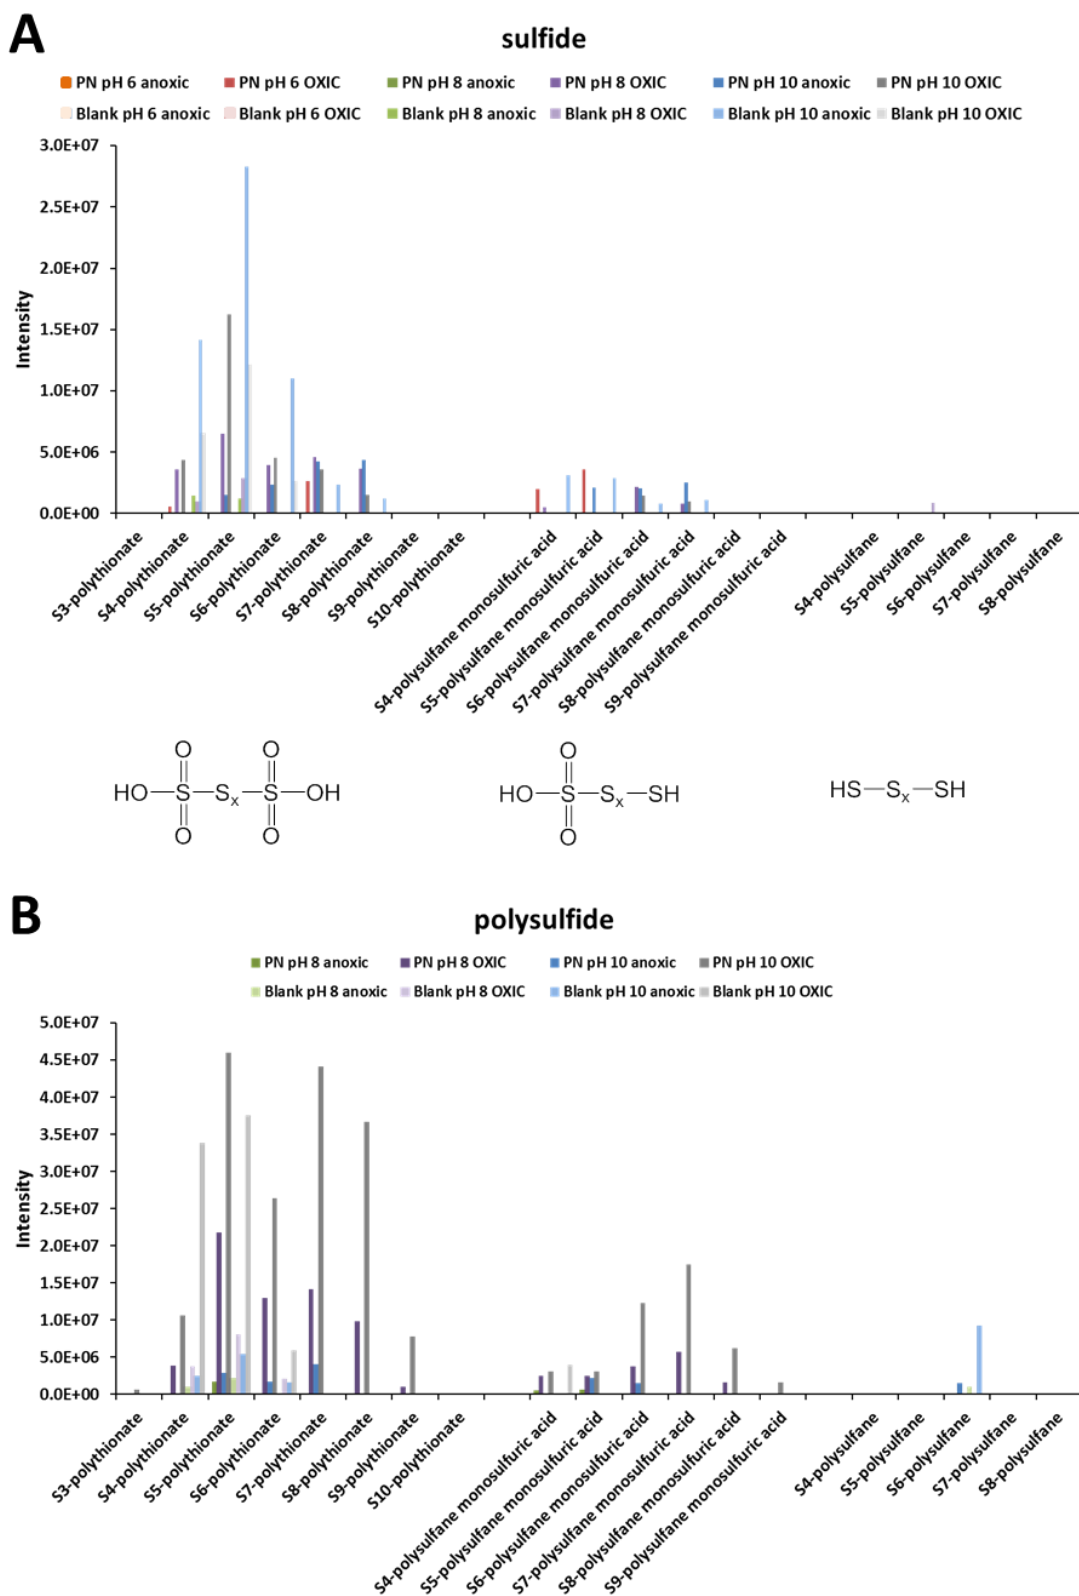 A
sulfide
PN pH 6 anoxic PN pH 6 OXIC PN pH 8 anoxic PN pH 8 OXIC PN pH 10 anoxic PN pH 10 OXIC
Blank pH 6 anoxic Blank pH 6 OXIC Blank pH 8 anoxic Blank pH 8 OXIC Blank pH 10 anoxic Blank pH 10 OXIC
3.0E+07
2.5E+07
2.0E+07
1.5E+07
1.0E+07
5.0E+06
0.0E+00
Intensity
S3-polythionate
S4-polythionate
S5-polythionate
S6-polythionate
S7-polythionate
S8-polythionate
S9-polythionate
S10-polythionate
S4-polysulfane monosulfuric acid
S5-polysulfane monosulfuric acid
S6-polysulfane monosulfuric acid
S7-polysulfane monosulfuric acid
S8-polysulfane monosulfuric acid
S9-polysulfane monosulfuric acid
S4-polysulfane
S5-polysulfane
S6-polysulfane
S7-polysulfane
S8-polysulfane
O O O
HO S Sx S OH HO S Sx SH HS Sx SH
O O O
B
polysulfide
PN pH 8 anoxic PN pH 8 OXIC PN pH 10 anoxic PN pH 10 OXIC
Blank pH 8 anoxic Blank pH 8 OXIC Blank pH 10 anoxic Blank pH 10 OXIC
5.0E+07
4.5E+07
4.0E+07
3.5E+07
3.0E+07
2.5E+07
2.0E+07
1.5E+07
1.0E+07
5.0E+06
0.0E+00
Intensity
S3-polythionate
S4-polythionate
S5-polythionate
S6-polythionate
S7-polythionate
S8-polythionate
S9-polythionate
S10-polythionate
S4-polysulfane monosulfuric acid
S5-polysulfane monosulfuric acid
S6-polysulfane monosulfuric acid
S7-polysulfane monosulfuric acid
S8-polysulfane monosulfuric acid
S9-polysulfane monosulfuric acid
S4-polysulfane
S5-polysulfane
S6-polysulfane
S7-polysulfane
S8-polysulfane